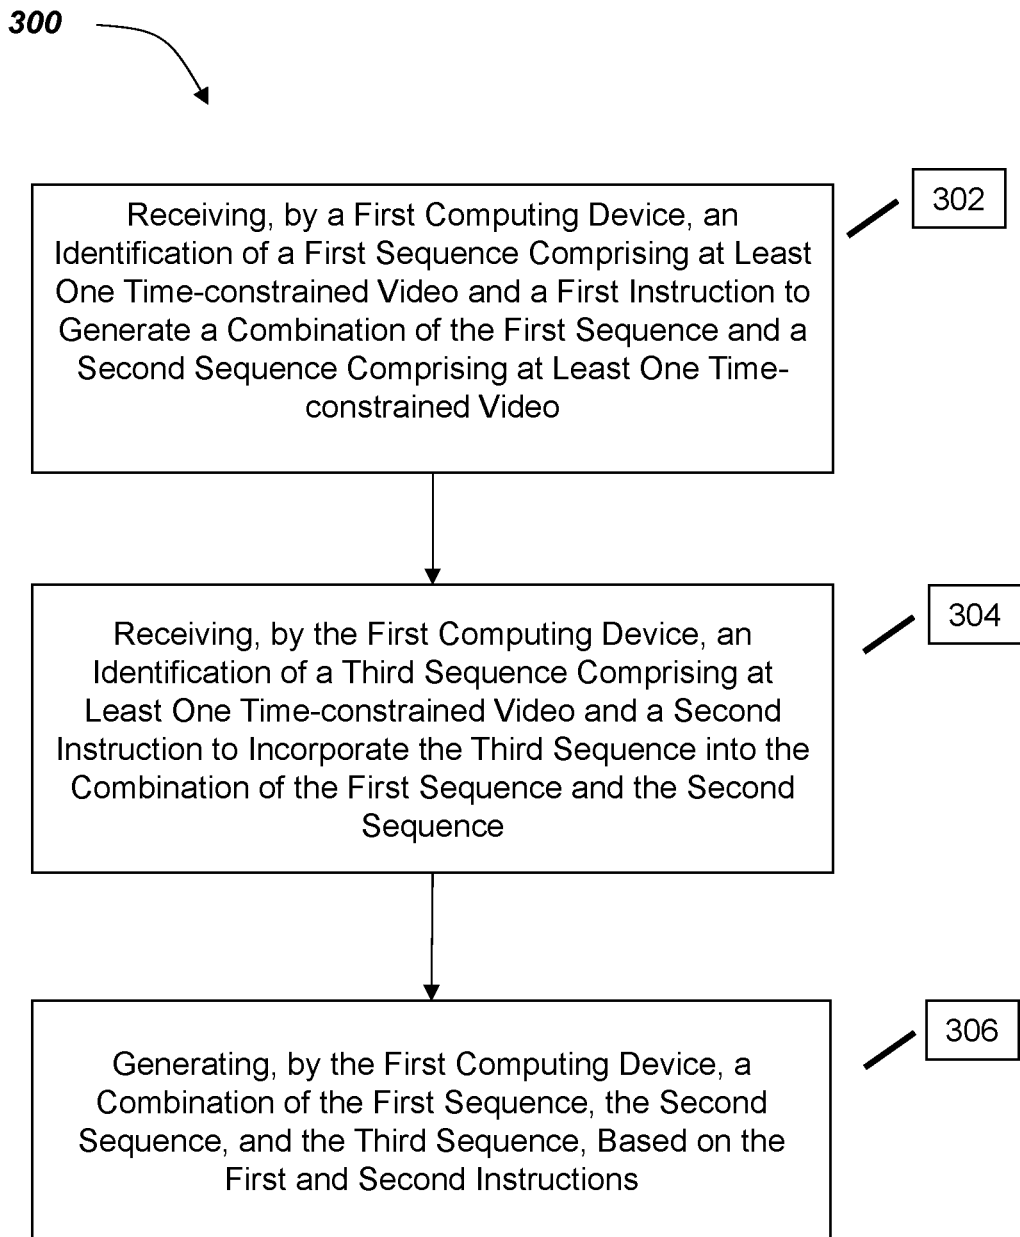 300
302
Receiving, by a First Computing Device, an
Identification of a First Sequence Comprising at Least
One Time-constrained Video and a First Instruction to
Generate a Combination of the First Sequence and a
Second Sequence Comprising at Least One Time-
constrained Video
304
Receiving, by the First Computing Device, an
Identification of a Third Sequence Comprising at
Least One Time-constrained Video and a Second
Instruction to Incorporate the Third Sequence into the
Combination of the First Sequence and the Second
Sequence
306
Generating, by the First Computing Device, a
Combination of the First Sequence, the Second
Sequence, and the Third Sequence, Based on the
First and Second Instructions